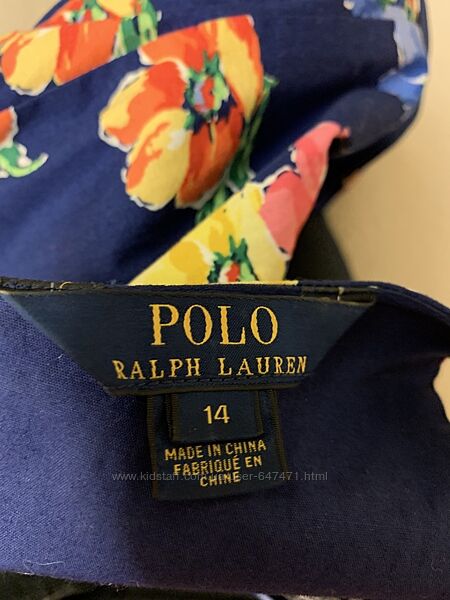 POLO
RALPH LAUREN
14
MADE IN CHINA
FABRIQUÉ EN
CHINE